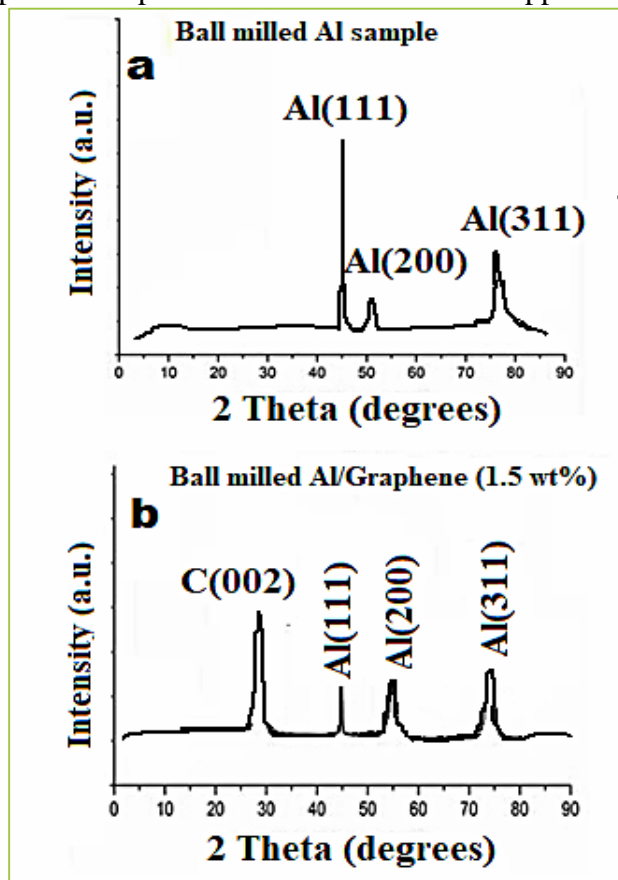 Ball milled Al sample
a
Al(111)
Al(311)
Al(200)
Intensity (a.u.)
0 10 20 30 40 50 60 70 80 90
2 Theta (degrees)
Ball milled Al/Graphene (1.5 wt%)
b
C(002)
Al(111)
Al(200)
Al(311)
Intensity (a.u.)
0 10 20 30 40 50 60 70 80 90
2 Theta (degrees)